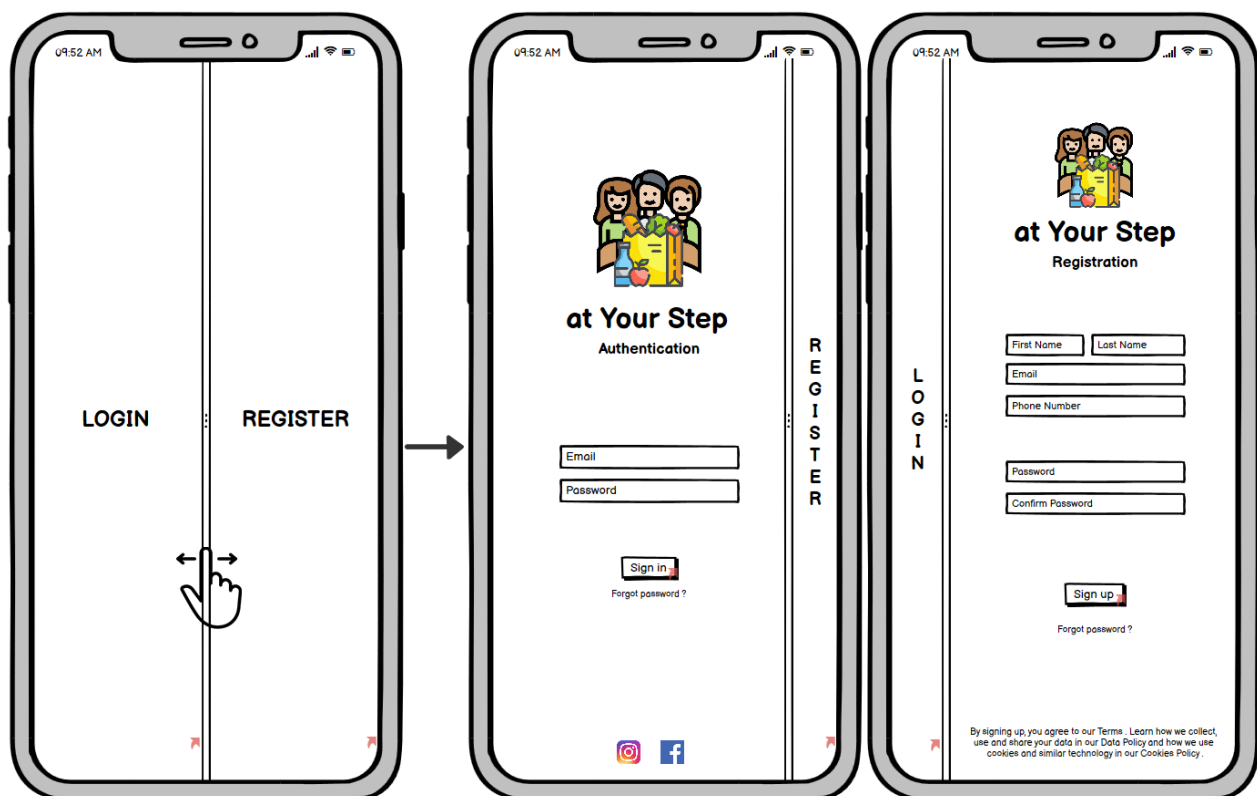 09:52 AM
LOGIN
REGISTER
09:52 AM
at Your Step
Authentication
Email
Password
Sign in
Forgot password ?
REGISTER
09:52 AM
LOGIN
at Your Step
Registration
First Name
Last Name
Email
Phone Number
Password
Confirm Password
Sign up
Forgot password ?
By signing up, you agree to our Terms . Learn how we collect,
use and share your data in our Data Policy and how we use
cookies and similar technology in our Cookies Policy .